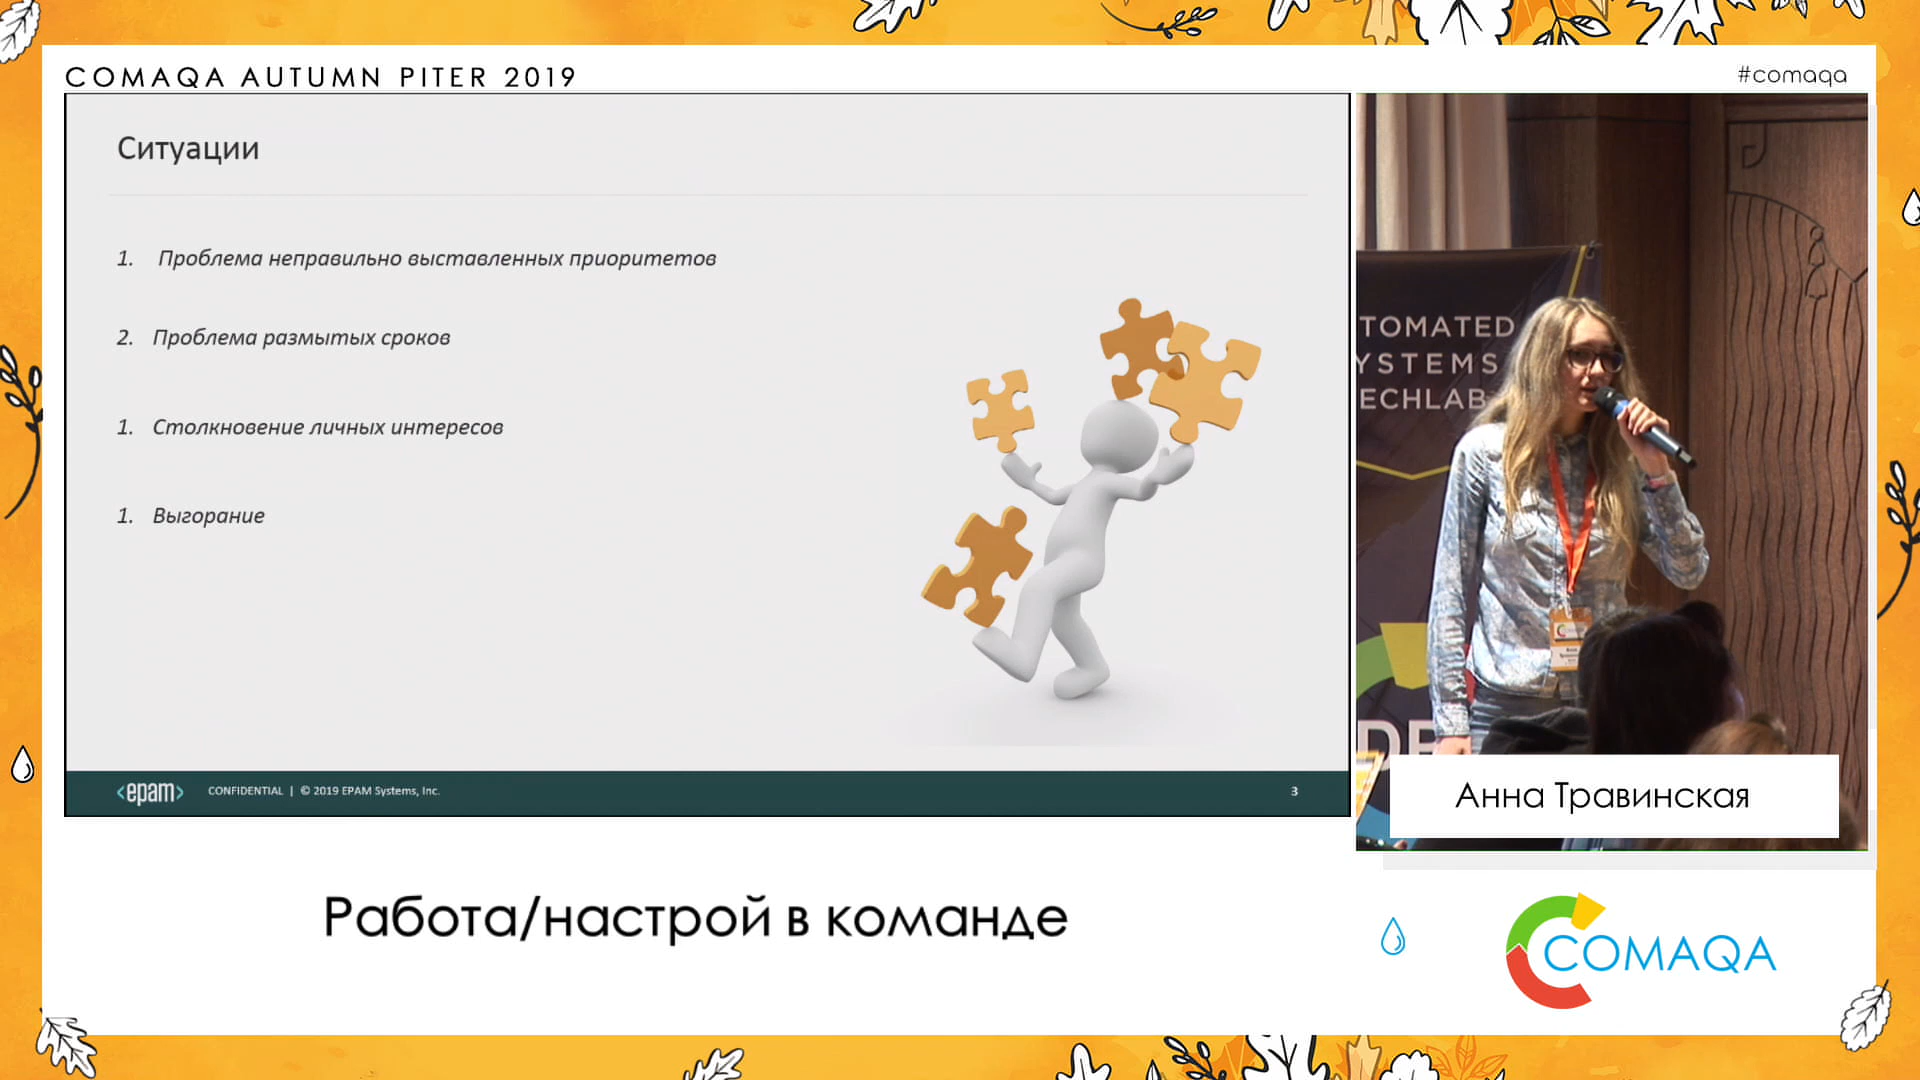 COMAQA AUTUMN PITER 2019
#comaqa
Ситуации
1. Проблема неправильно выставленных приоритетов
2. Проблема размытых сроков
1. Столкновение личных интересов
1. Выгорание
<epam> CONFIDENTIAL | © 2019 EPAM Systems, Inc. 3
TOMATED
YSTEMS
ECHLAB
DE
Анна Травинская
Работа/настрой в команде
COMAQA